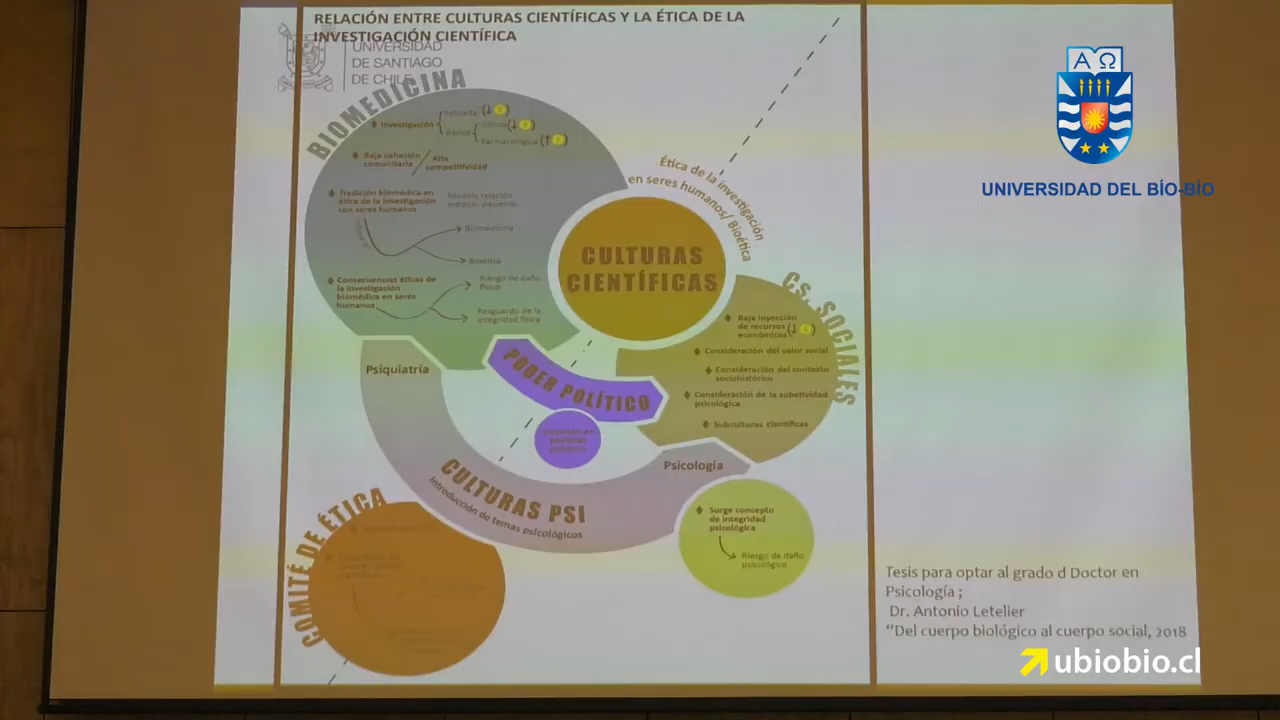 RELACIÓN ENTRE CULTURAS CIENTÍFICAS Y LA ÉTICA DE LA
INVESTIGACIÓN CIENTÍFICA
UNIVERSIDAD
DE SANTIAGO
DE CHILE
BIOMEDICINA
Investigación
Aplicada
Básica
Clínica
Farmacológica
Baja cohesión
comunitaria
Alta
competitividad
Tradición biomédica en
ética de la investigación
con seres humanos
Modelo relación
médico-paciente
Biomedicina
Bioética
Consecuencias éticas de
la investigación
biomédica en seres
humanos
Riesgo de daño
físico
Resguardo de la
integridad física
Ética de la investigación
en seres humanos/ Bioética
CULTURAS
CIENTÍFICAS
CS. SOCIALES
Baja inyección
de recursos
económicos
Consideración del valor social
Consideración del contexto
sociohistórico
Consideración de la subetividad
psicológica
Subculturas científicas
PODER POLÍTICO
políticas
públicas
Psiquiatría
Psicología
CULTURAS PSI
Introducción de temas psicológicos
Surge concepto
de integridad
psicológica
Riesgo de daño
psicológico
COMITÉ DE ÉTICA
ΑΩ
UNIVERSIDAD DEL BÍO-BÍO
Tesis para optar al grado d Doctor en
Psicología ;
Dr. Antonio Letelier
“Del cuerpo biológico al cuerpo social, 2018
ubiobio.cl